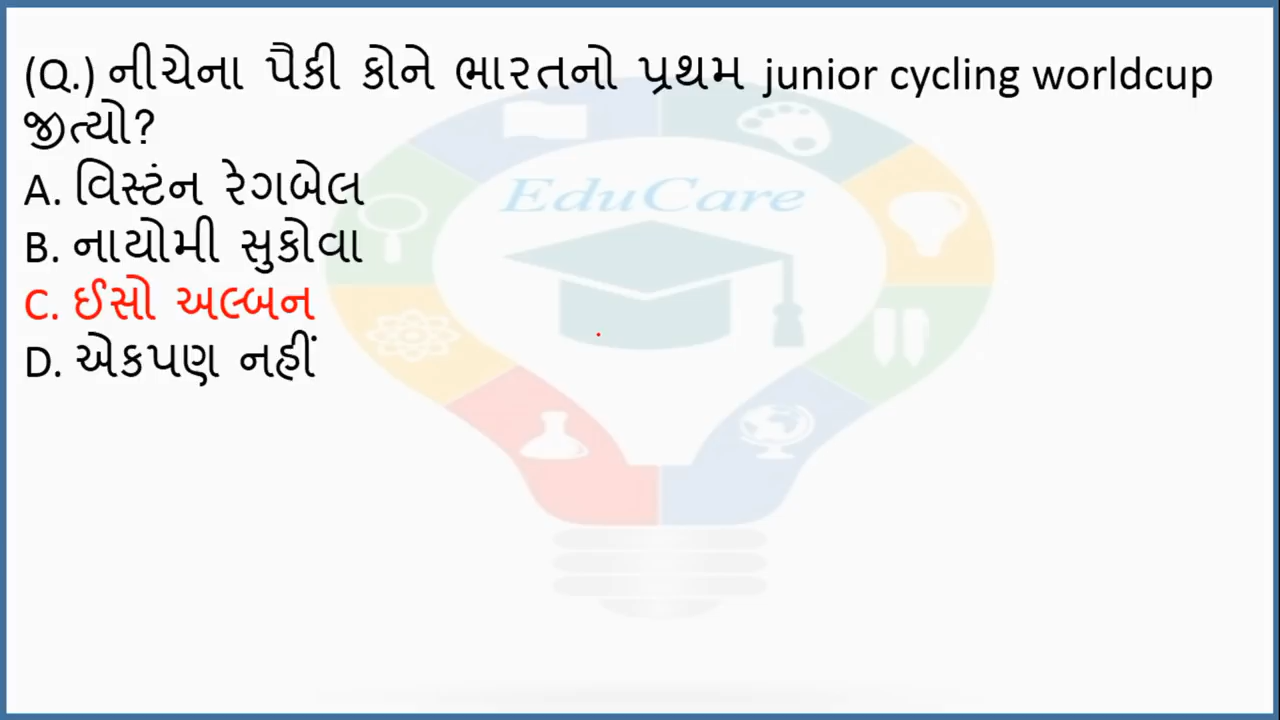 (Q.) નીચેના પૈકી કોને ભારતનો પ્રથમ junior cycling worldcup
જીત્યો?
A. વિસ્ટંન રેગબેલ
B. નાયોમી સુકોવા
EduCare
C. ઈસો અલ્બન
D. એકપણ નહીં